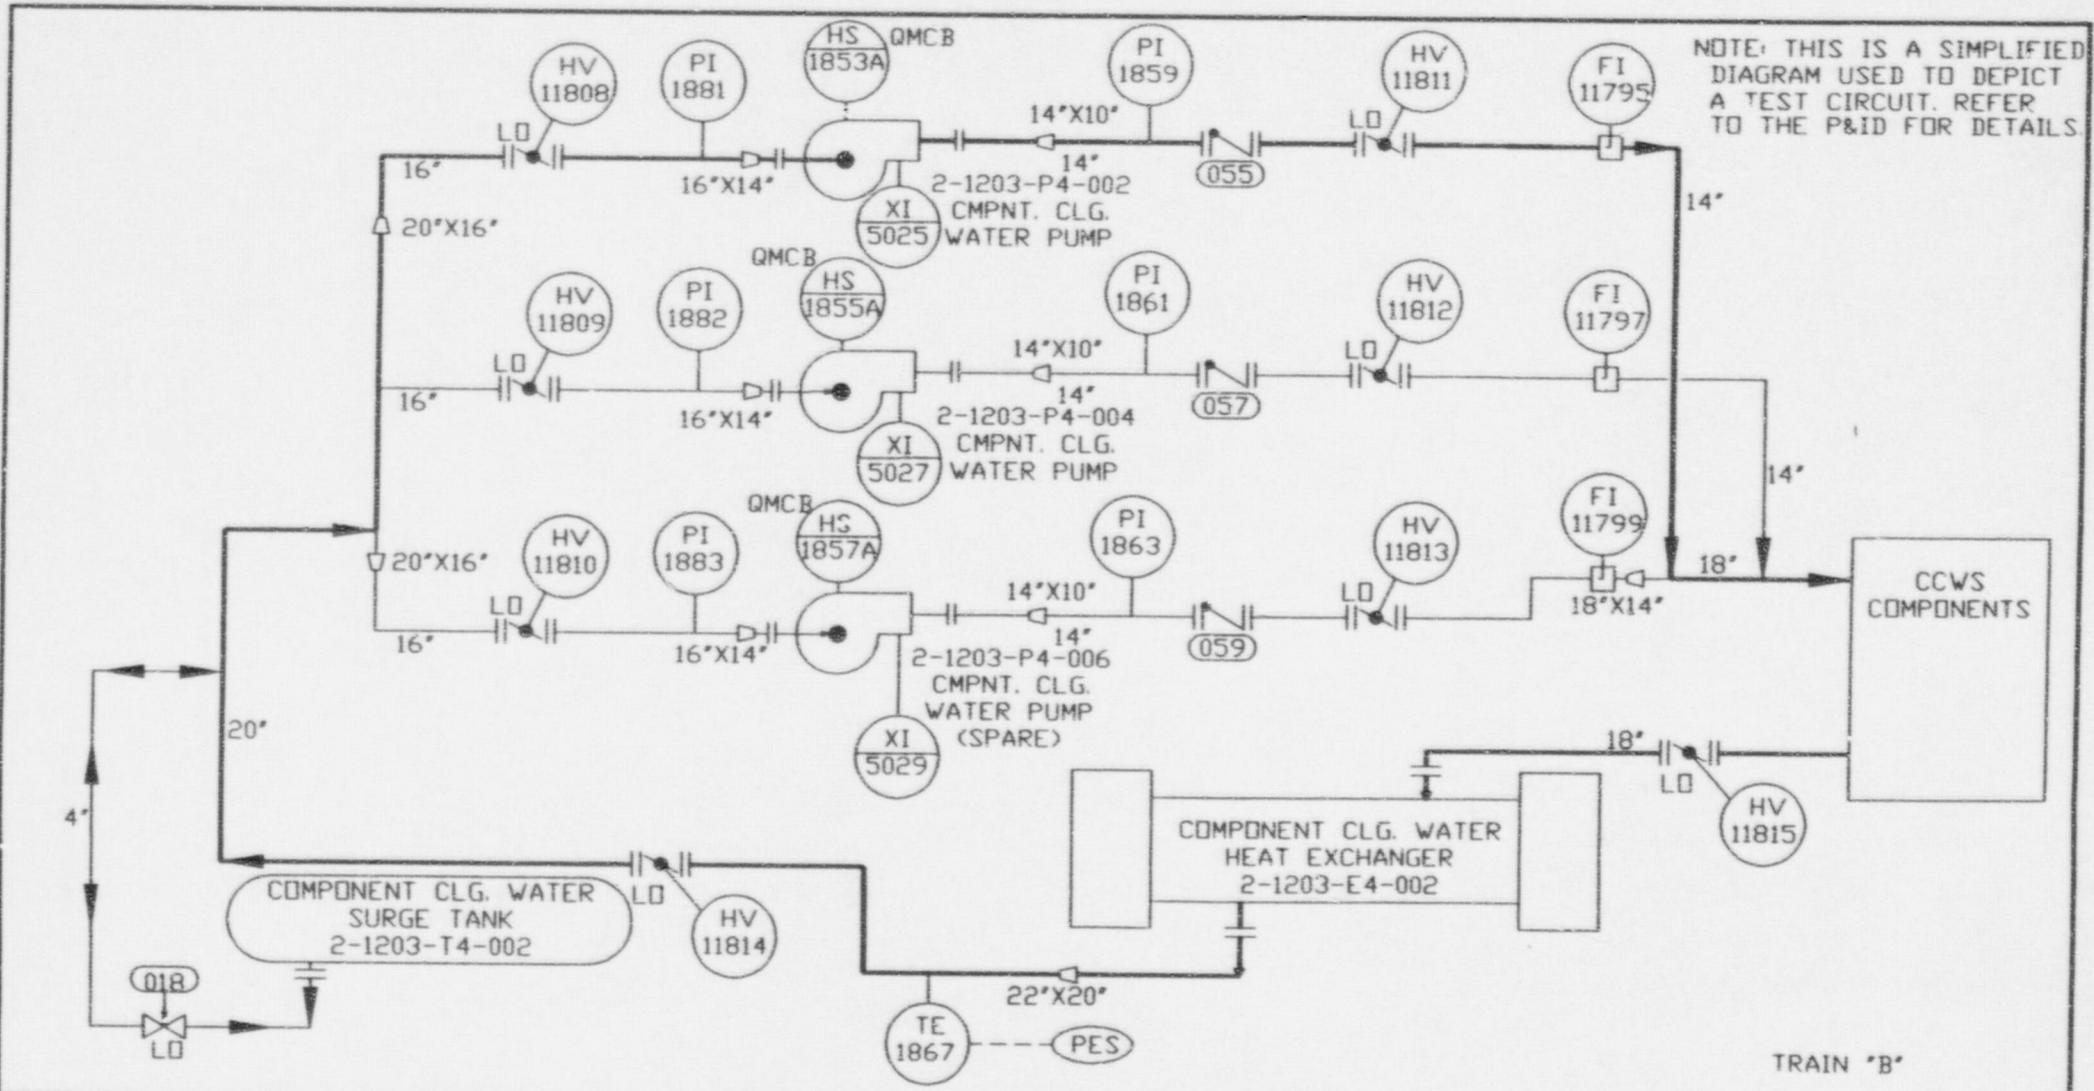 NOTE: THIS IS A SIMPLIFIED
DIAGRAM USED TO DEPICT
A TEST CIRCUIT. REFER
TO THE P&ID FOR DETAILS.
HV
11808
LO
16"
20"X16"
PI
1881
16"X14"
HS
1853A
QMCB
XI
5025
2-1203-P4-002
CMPNT. CLG.
WATER PUMP
14"X10"
14"
PI
1859
055
HV
11811
LO
FI
11795
14"
HV
11809
LO
16"
PI
1882
16"X14"
QMCB
HS
1855A
XI
5027
2-1203-P4-004
CMPNT. CLG.
WATER PUMP
14"X10"
14"
PI
1861
057
HV
11812
LO
FI
11797
14"
20"X16"
HV
11810
LO
16"
PI
1883
16"X14"
QMCB
HS
1857A
XI
5029
2-1203-P4-006
CMPNT. CLG.
WATER PUMP
(SPARE)
14"X10"
14"
PI
1863
059
HV
11813
LO
FI
11799
18"X14"
18"
CCWS
COMPONENTS
18"
LO
HV
11815
COMPONENT CLG. WATER
HEAT EXCHANGER
2-1203-E4-002
22"X20"
TE
1867
PES
HV
11814
LO
20"
4"
COMPONENT CLG. WATER
SURGE TANK
2-1203-T4-002
018
LO
TRAIN "B"